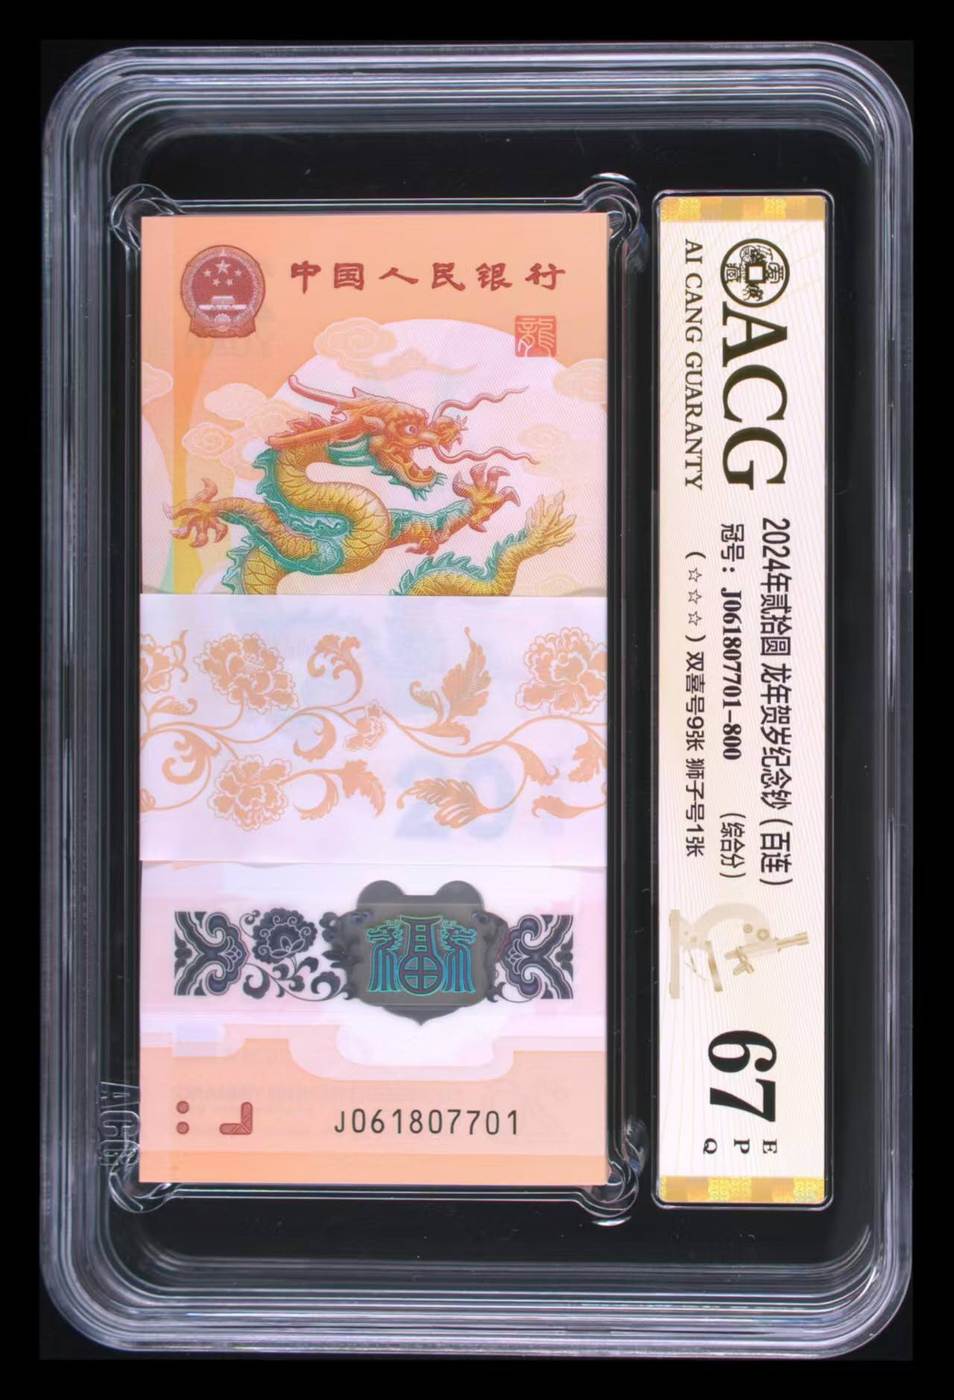 中国人民银行
龍
J061807701
ACG
AI CANG GUARANTY
2024年贰拾圆 龙年贺岁纪念钞（百连）
冠号：J061807701-800 （综合分）
（☆☆☆）双喜号9张 狮子号1张
67
E
P
Q
20
福
ACG